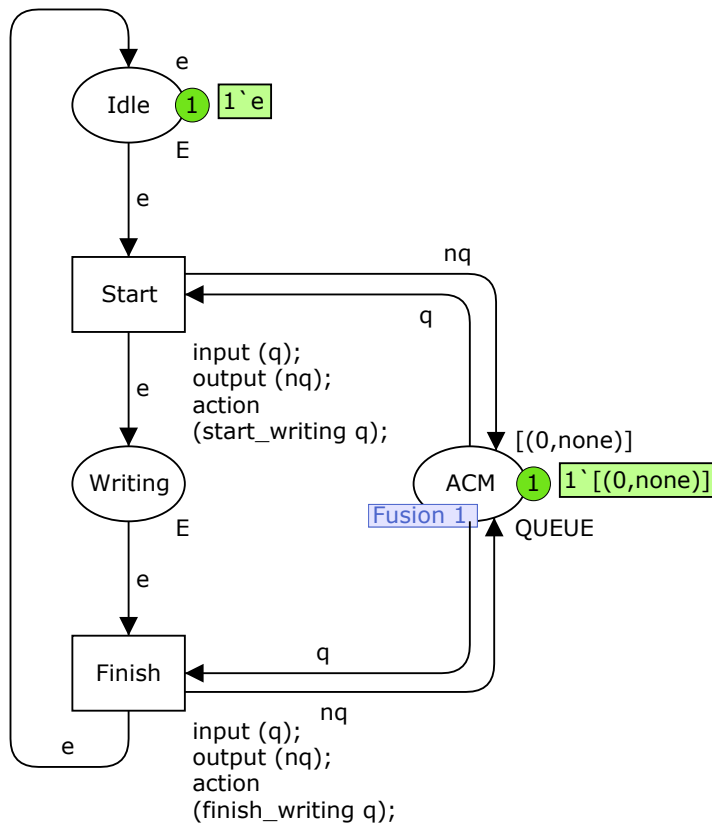 e
Idle
1
1`e
E
e
nq
Start
q
input (q);
output (nq);
action
(start_writing q);
e
[(0,none)]
Writing
ACM
1
1`[(0,none)]
Fusion 1
E
QUEUE
e
q
Finish
nq
input (q);
output (nq);
action
(finish_writing q);
e